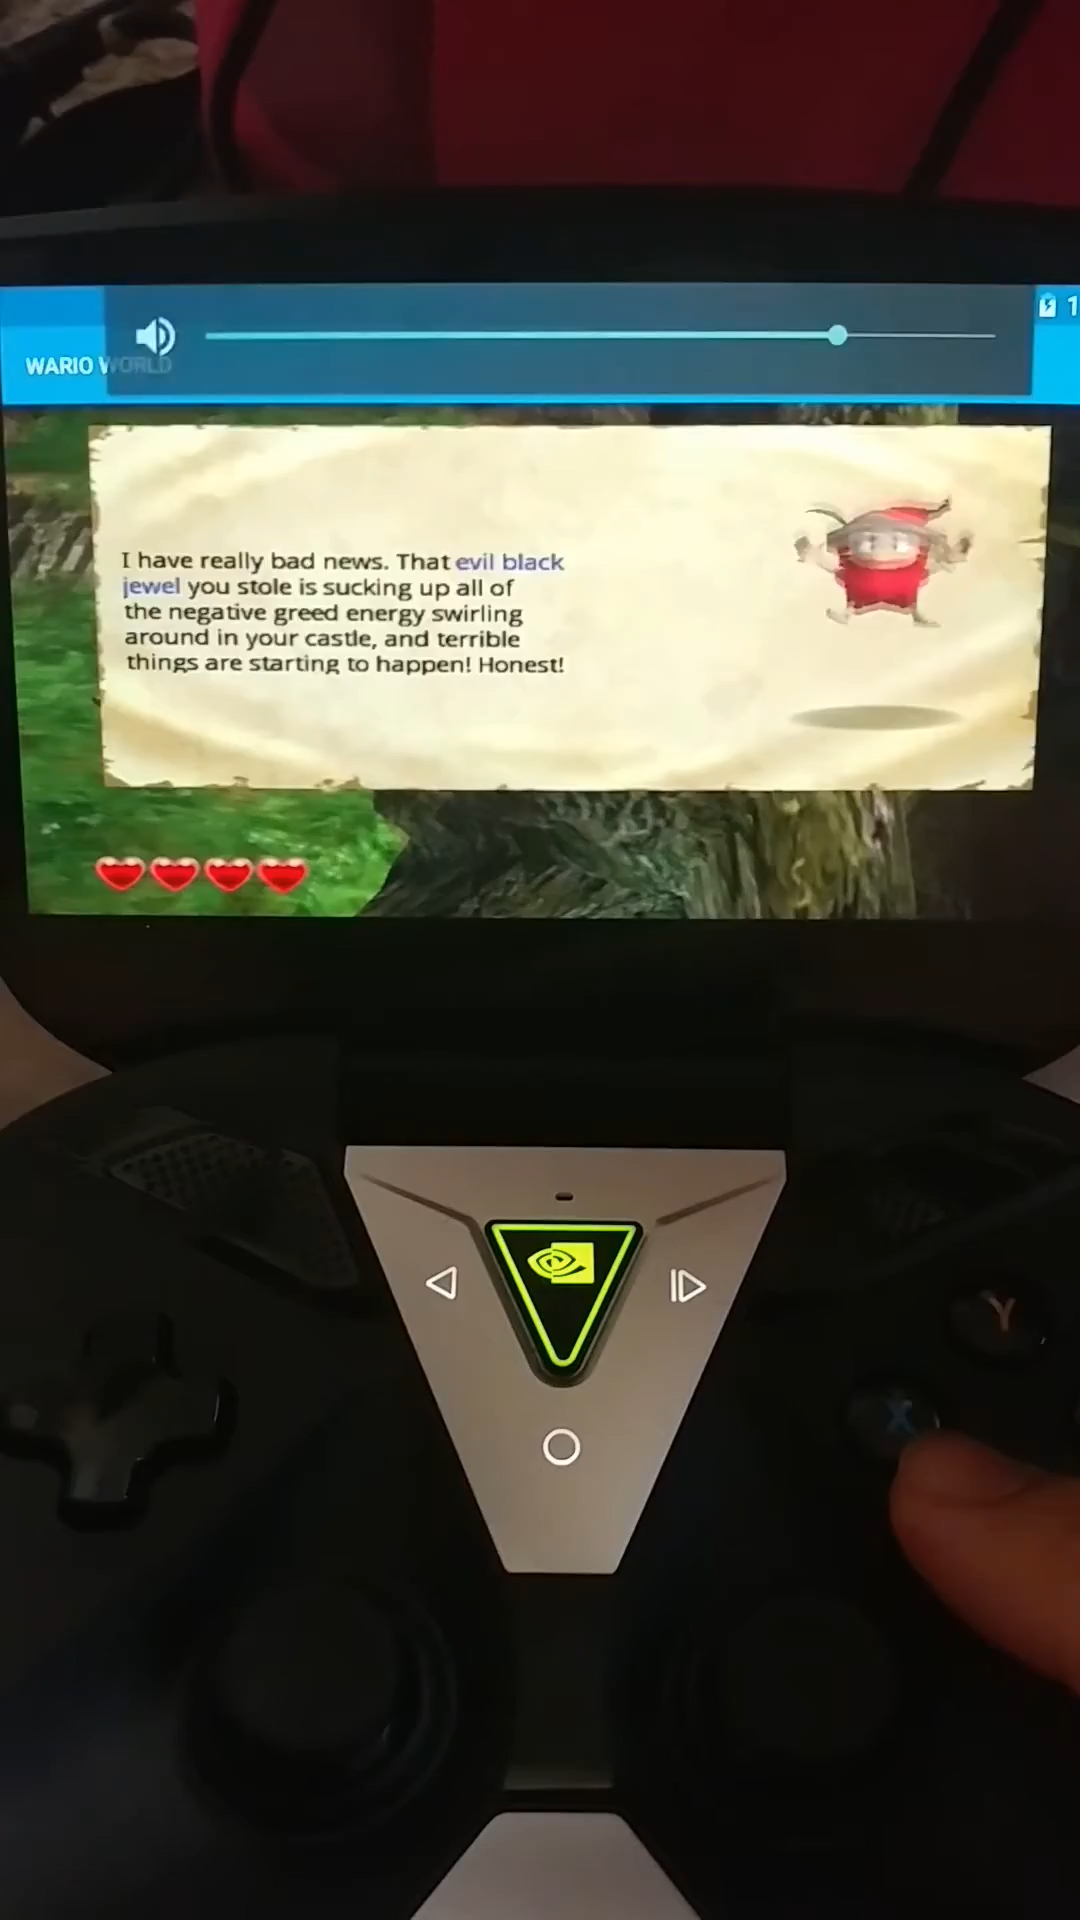 1
WARIO WORLD
I have really bad news. That evil black
jewel you stole is sucking up all of
the negative greed energy swirling
around in your castle, and terrible
things are starting to happen! Honest!
Y
X